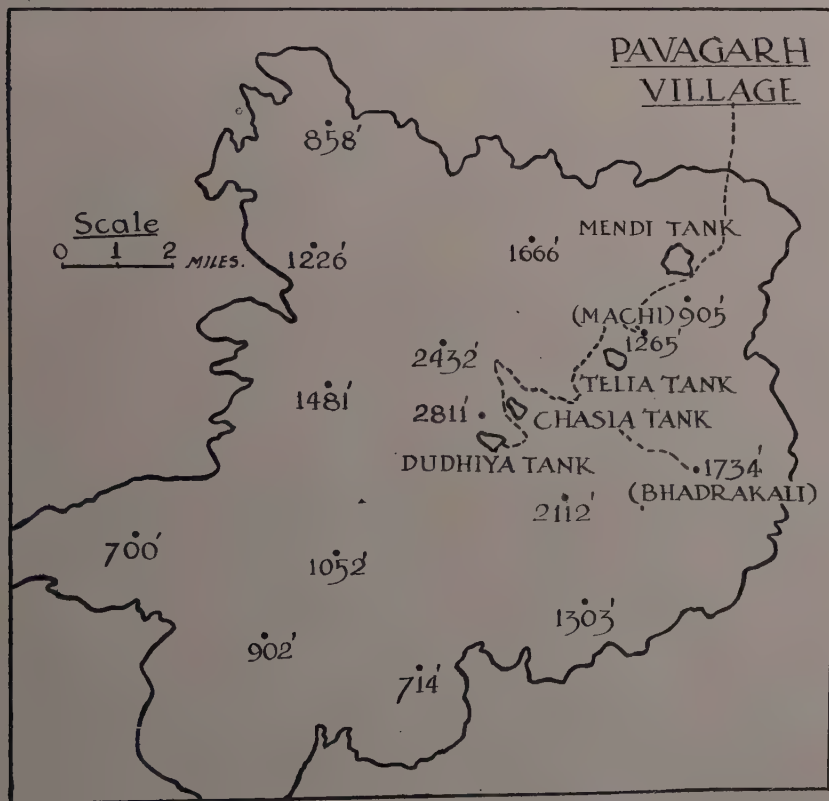 PAVAGARH
VILLAGE
858'
Scale
0 1 2 MILES.
MENDI TANK
1226'
1666'
(MACHI) 905'
1265'
2432'
TELIA TANK
1481'
2811'
CHASIA TANK
DUDHIYA TANK
1734'
(BHADRAKALI)
2112'
700'
1052'
1303'
902'
714'